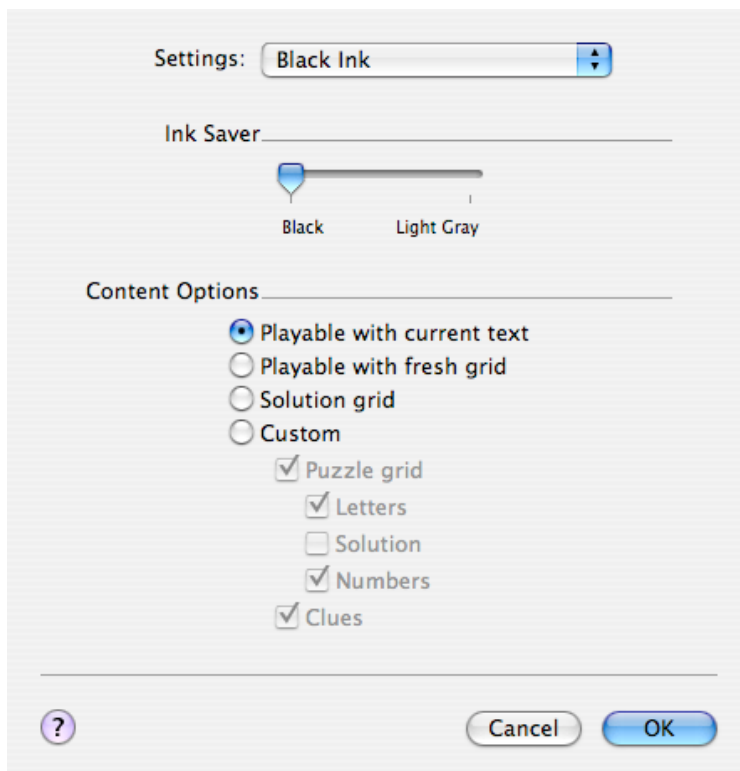 Settings: Black Ink
Ink Saver
Black Light Gray
Content Options
Playable with current text
Playable with fresh grid
Solution grid
Custom
Puzzle grid
Letters
Solution
Numbers
Clues
? Cancel OK